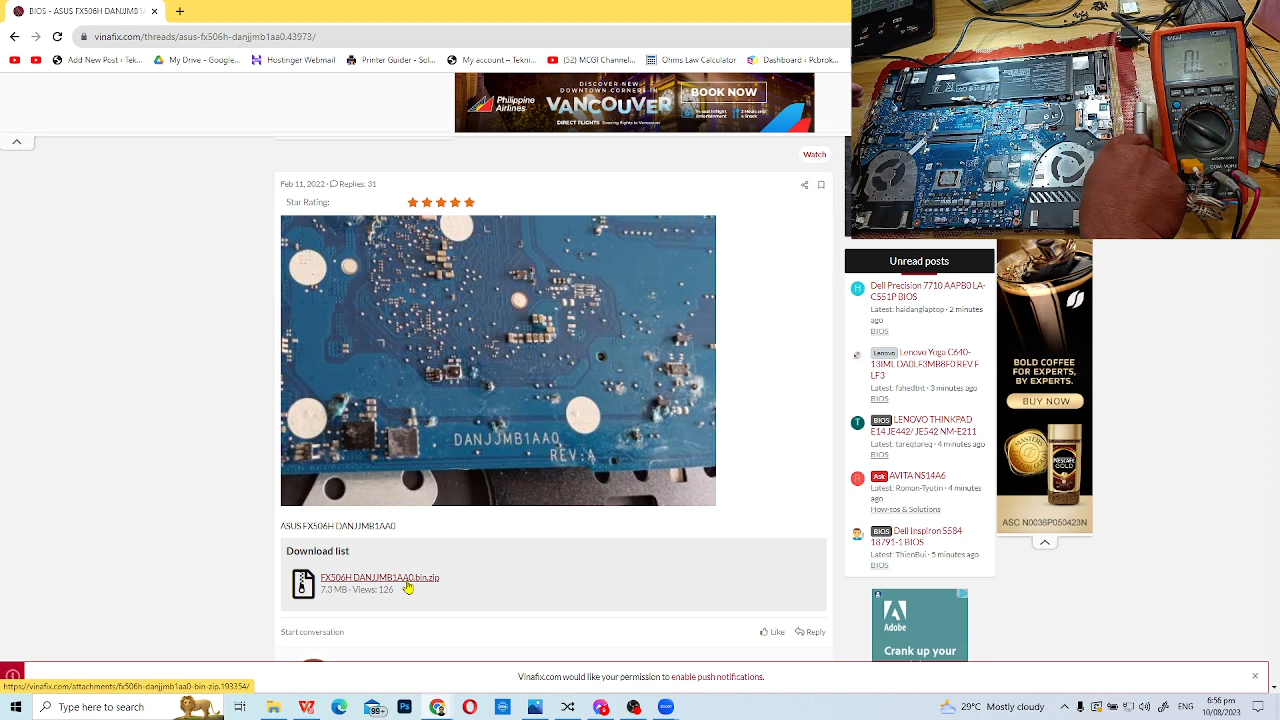 BIOS - ASUS FX506H DANJJMB1A
vinafix.com/threads/asus-fx506h-danjjmb1aa0.43973/
Add New Post ‹ Tek...
My Drive – Google...
Hostinger Webmail
Tinder Guider - Sol...
My account – Tekni...
(52) MCGI Channel...
Ohms Law Calculator
Dashboard ‹ Pdrok...
Philippine Airlines
DISCOVER NEW
DOWNTOWN CORNERS IN
VANCOUVER
DIRECT FLIGHTS
BOOK NOW
Watch
Feb 11, 2022 · Replies: 31
Star Rating:
DANJJMB1AA0
REV:A
ASUS FX506H DANJJMB1AA0
Download list
FX506H DANJJMB1AA0.bin.zip
7.3 MB · Views: 126
Start conversation
Like
Reply
Unread posts
H
Dell Precision 7710 AAPB0 LA-
C551P BIOS
Latest: haidanglaptop · 2 minutes
ago
BIOS
Lenovo Lenovo Yoga C640-
13IML DA0LF3MB8F0 REV F
LF3
Latest: fahedtnt · 3 minutes ago
BIOS
T
BIOS LENOVO THINKPAD
E14 JE442/ JE542 NM-E211
Latest: tareqtareq · 4 minutes ago
BIOS
R
Ask AVITA NS14A6
Latest: Roman-Tyutin · 4 minutes
ago
How-tos & Solutions
BIOS Dell Inspiron 5584
18791-1 BIOS
Latest: ThienBui · 5 minutes ago
BIOS
BOLD COFFEE
FOR EXPERTS,
BY EXPERTS.
BUY NOW
NESCAFÉ
GOLD
ASC N0036P050423N
Adobe
Crank up your
Vinafix.com would like your permission to enable push notifications.
https://vinafix.com/attachments/fx506h-danjjmb1aa0-bin-zip.193354/
Type here to search
29°C Mostly cloudy
ENG
6:56 pm
10/08/2023